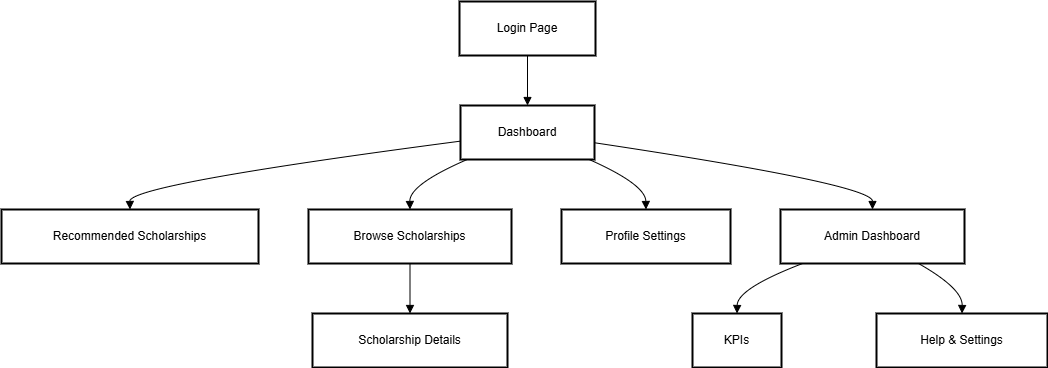 Login Page
Dashboard
Recommended Scholarships
Browse Scholarships
Profile Settings
Admin Dashboard
Scholarship Details
KPIs
Help & Settings